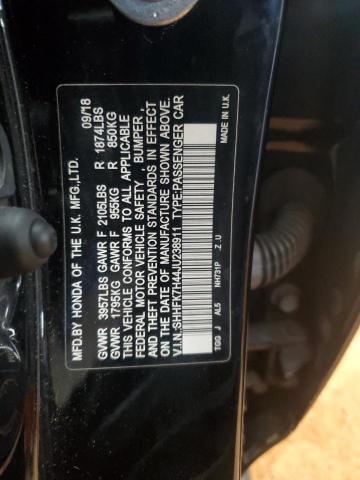 MFD.BY HONDA OF THE U.K. MFG.,LTD. 09/18
GVWR 3957LBS GAWR F 2105LBS R 1874LBS
GVWR 1795KG GAWR F 955KG R 850KG
THIS VEHICLE CONFORMS TO ALL APPLICABLE
FEDERAL MOTOR VEHICLE SAFETY , BUMPER ,
AND THEFT PREVENTION STANDARDS IN EFFECT
ON THE DATE OF MANUFACTURE SHOWN ABOVE.
V.I.N.:SHHFK7H44JU238911 TYPE:PASSENGER CAR
TGG J AL5 NH731P Z U MADE IN U.K.